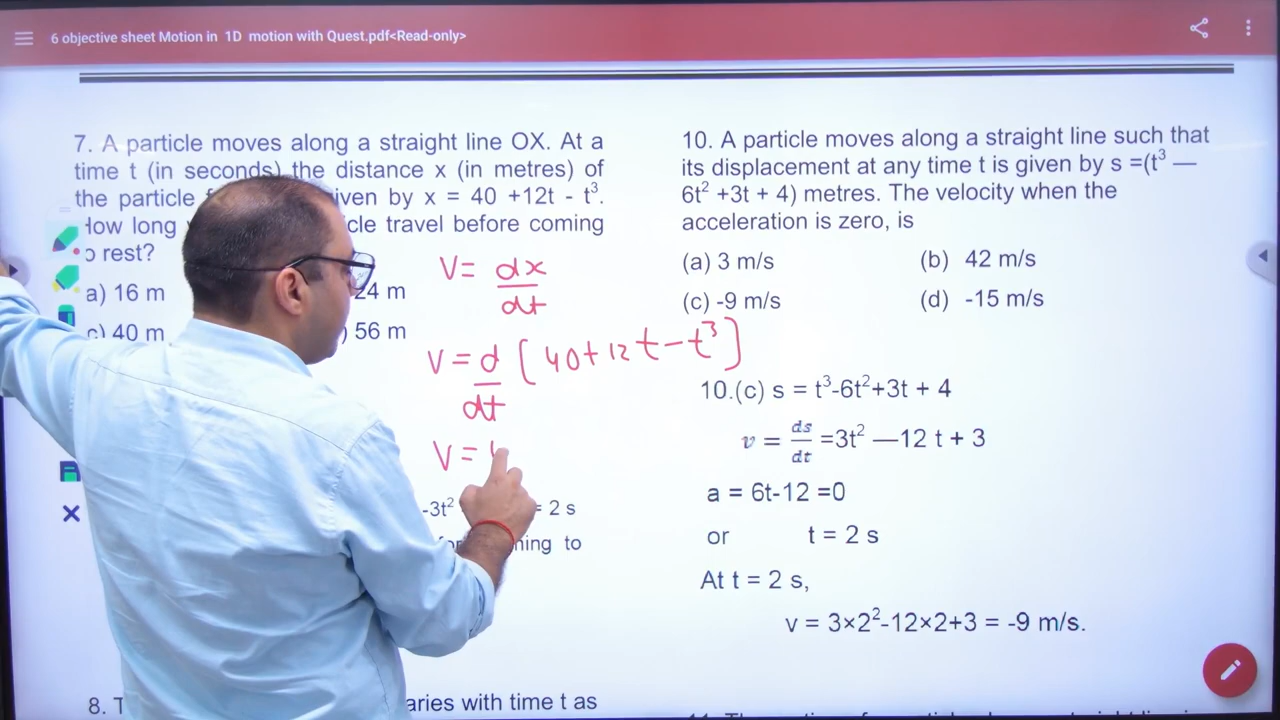 6 objective sheet Motion in 1D motion with Quest.pdf<Read-only>
7. A particle moves along a straight line OX. At a
time t (in seconds) the distance x (in metres) of
the particle iven by x = 40 +12t - t³.
How long cle travel before coming
o rest?
a) 16 m 24 m
c) 40 m ) 56 m
V = dx/dt
V = d/dt [40+12t-t³]
V =
-3t² = 2 s
ning to
8. T aries with time t as
10. A particle moves along a straight line such that
its displacement at any time t is given by s =(t³ —
6t² +3t + 4) metres. The velocity when the
acceleration is zero, is
(a) 3 m/s (b) 42 m/s
(c) -9 m/s (d) -15 m/s
10.(c) s = t³-6t²+3t + 4
v = ds/dt =3t² —12 t + 3
a = 6t-12 =0
or t = 2 s
At t = 2 s,
v = 3×2²-12×2+3 = -9 m/s.